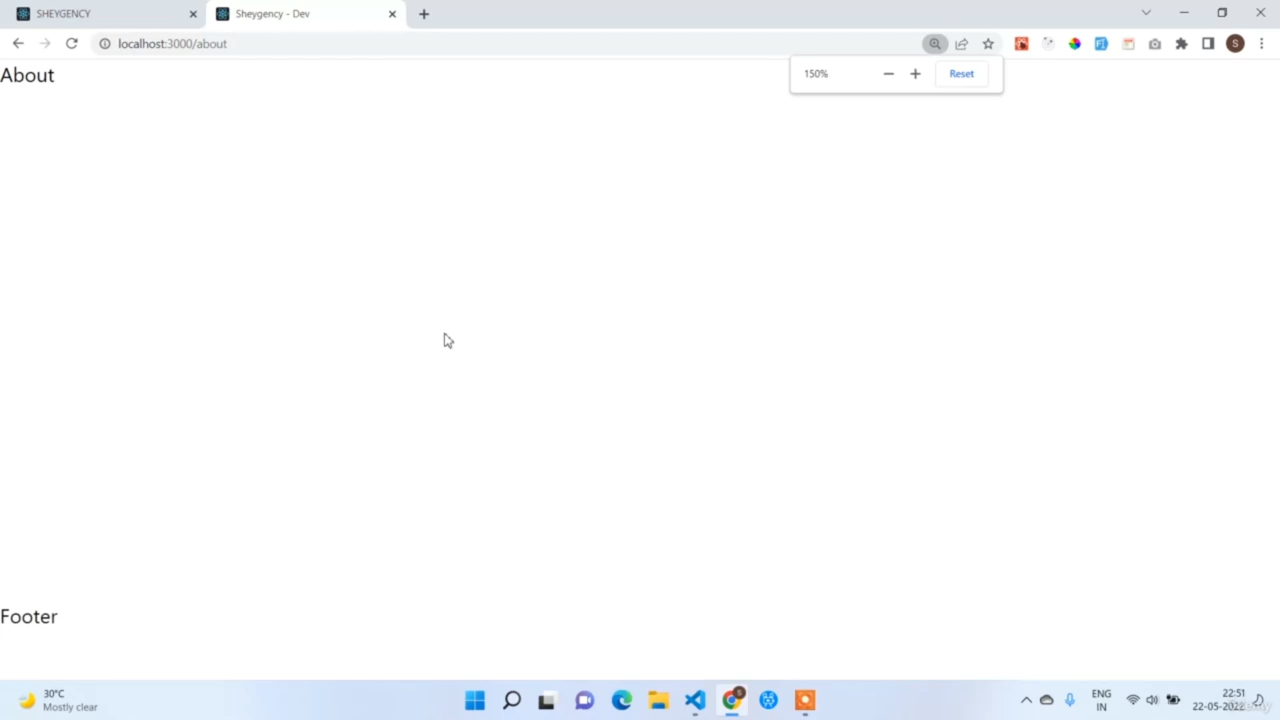 SHEYGENCY
Sheygency - Dev
localhost:3000/about
S
150%
Reset
About
Footer
30°C
Mostly clear
ENG
IN
22:51
22-05-2022